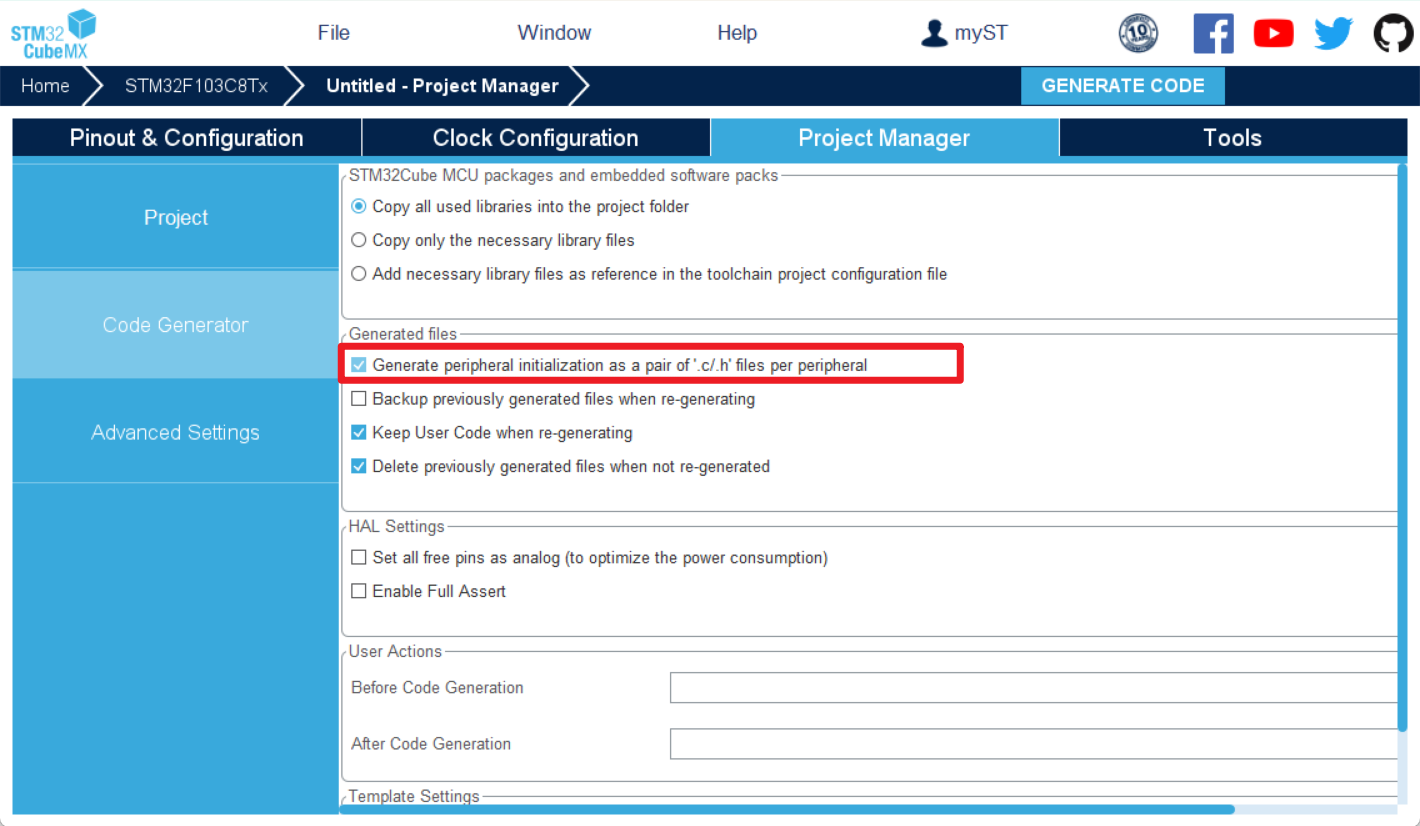 STM32
CubeMX
File
Window
Help
myST
10
Home
STM32F103C8Tx
Untitled - Project Manager
GENERATE CODE
Pinout & Configuration
Clock Configuration
Project Manager
Tools
Project
Code Generator
Advanced Settings
STM32Cube MCU packages and embedded software packs
Copy all used libraries into the project folder
Copy only the necessary library files
Add necessary library files as reference in the toolchain project configuration file
Generated files
Generate peripheral initialization as a pair of '.c/.h' files per peripheral
Backup previously generated files when re-generating
Keep User Code when re-generating
Delete previously generated files when not re-generated
HAL Settings
Set all free pins as analog (to optimize the power consumption)
Enable Full Assert
User Actions
Before Code Generation
After Code Generation
Template Settings